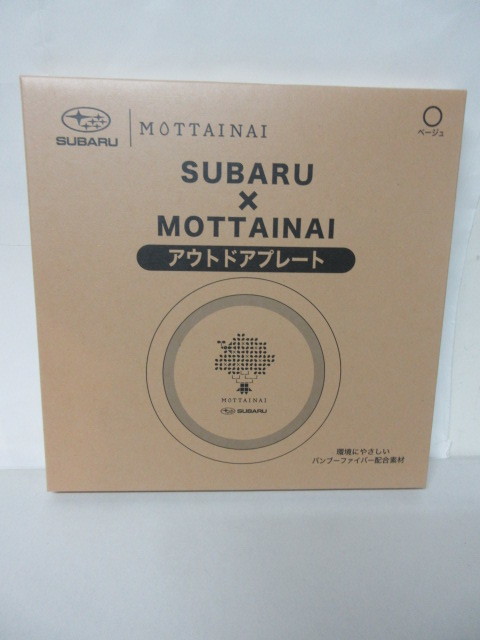 SUBARU
MOTTAINAI
ベージュ
SUBARU
×
MOTTAINAI
アウトドアプレート
MOTTAINAI
SUBARU
環境にやさしい
バンブーファイバー配合素材